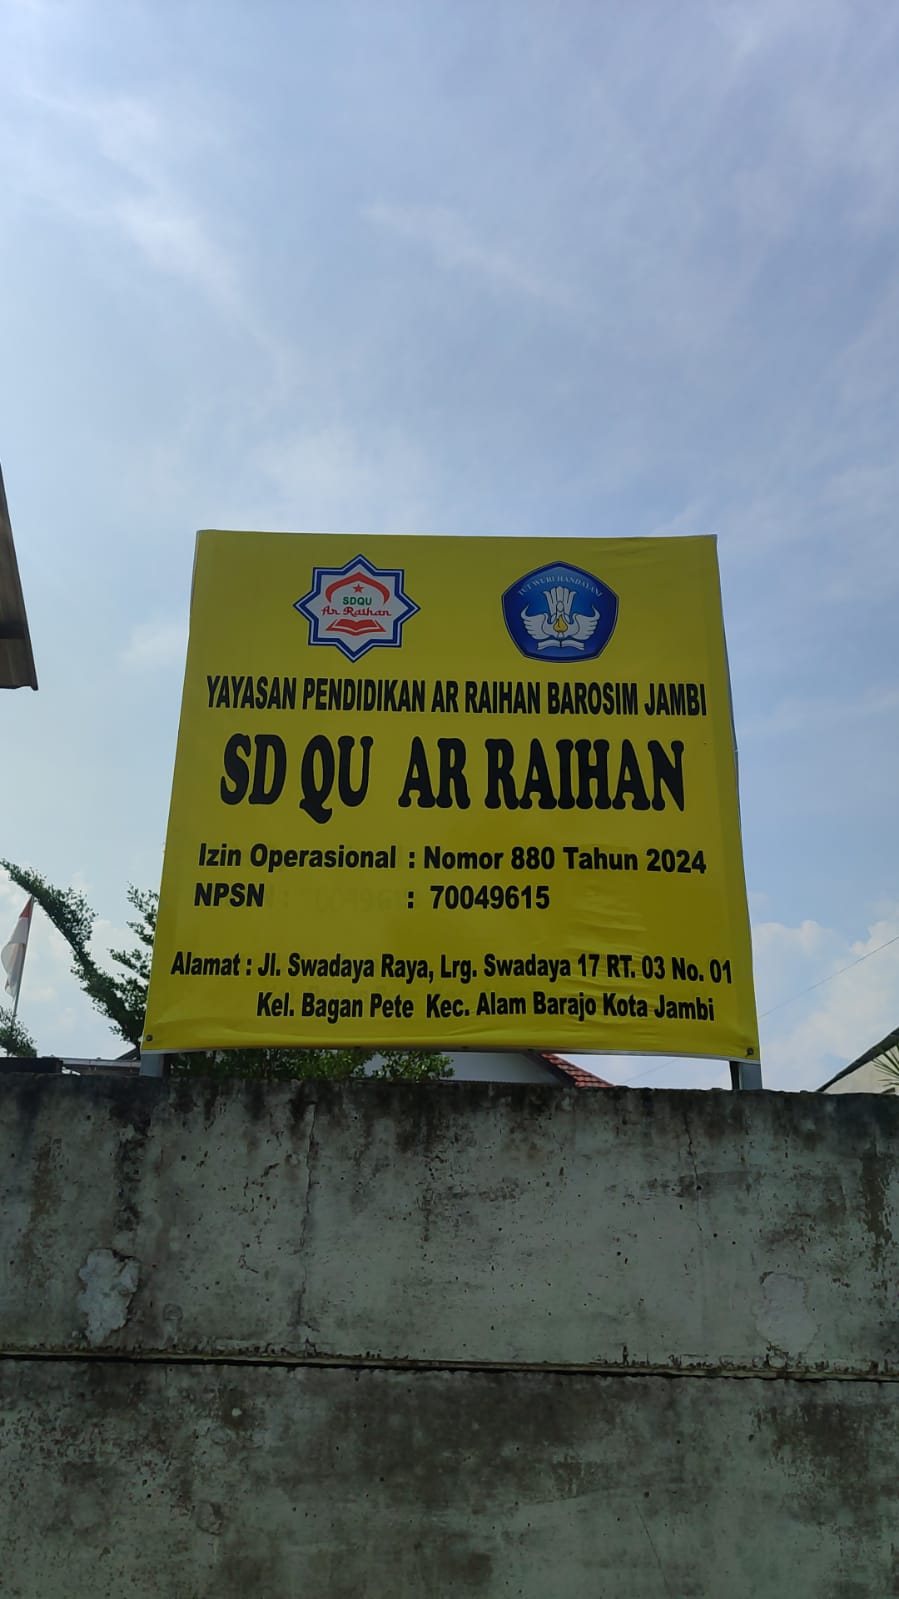 SDQU
Ar Raihan
TUT WURI HANDAYANI
YAYASAN PENDIDIKAN AR RAIHAN BAROSIM JAMBI
SD QU AR RAIHAN
Izin Operasional : Nomor 880 Tahun 2024
NPSN : 70049615
Alamat : Jl. Swadaya Raya, Lrg. Swadaya 17 RT. 03 No. 01
Kel. Bagan Pete Kec. Alam Barajo Kota Jambi